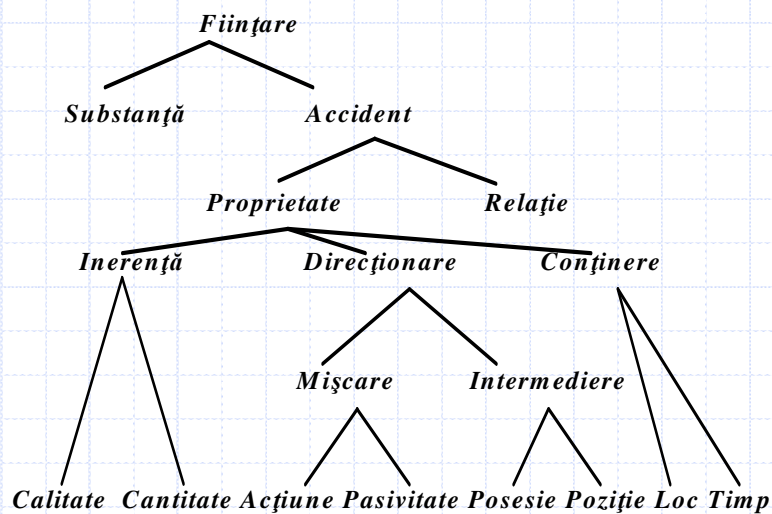 Fiinţare
Substanţă Accident
Proprietate Relaţie
Inerenţă Direcţionare Conţinere
Mişcare Intermediere
Calitate Cantitate Acţiune Pasivitate Posesie Poziţie Loc Timp